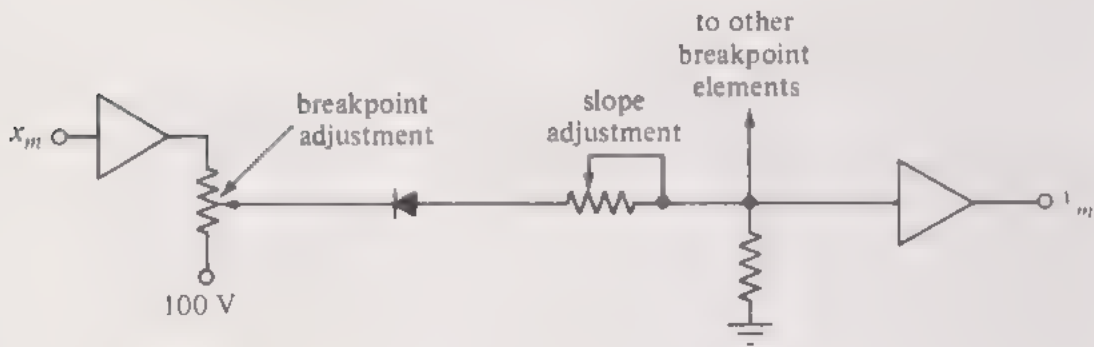 to other
breakpoint
elements
breakpoint
adjustment
slope
adjustment
x_m
100 V